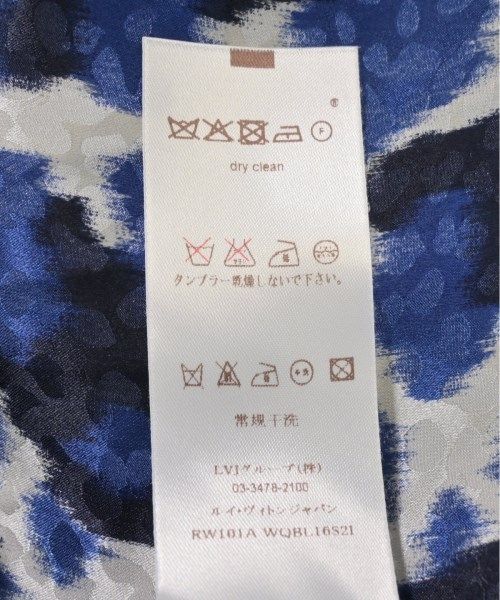 ®
F
dry clean
タンブラー乾燥しないで下さい。
常规干洗
LVJグループ(株)
03-3478-2100
ルイ・ヴィトンジャパン
RW101A WQBL16S21